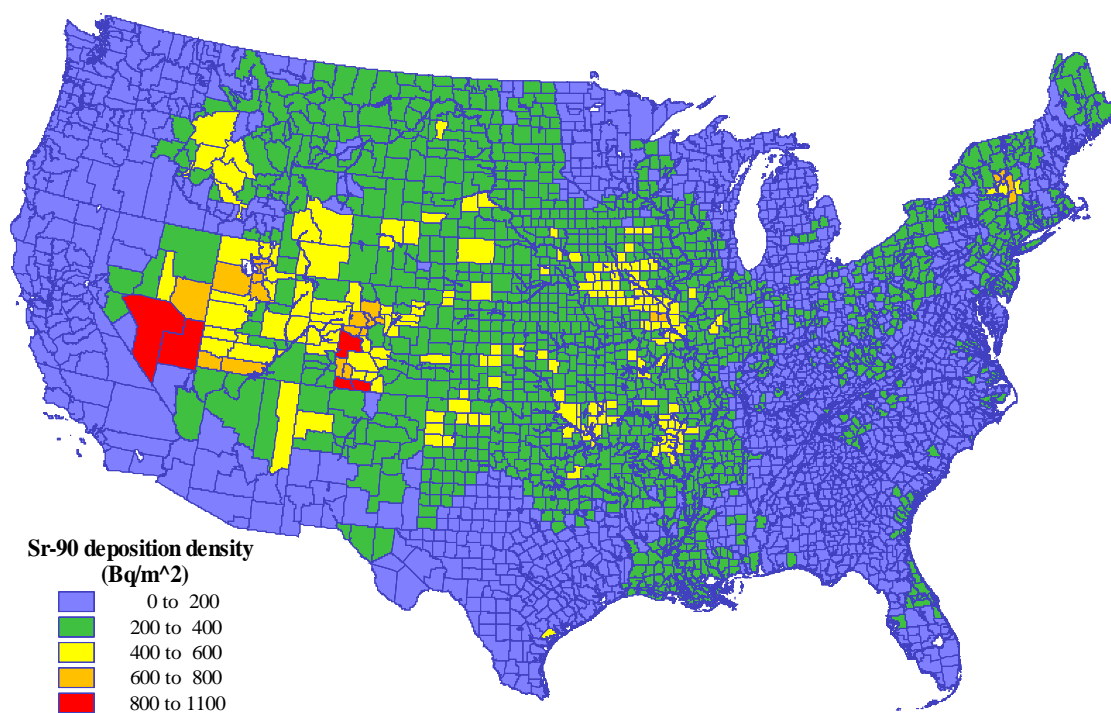 Sr-90 deposition density
(Bq/m^2)
0 to 200
200 to 400
400 to 600
600 to 800
800 to 1100